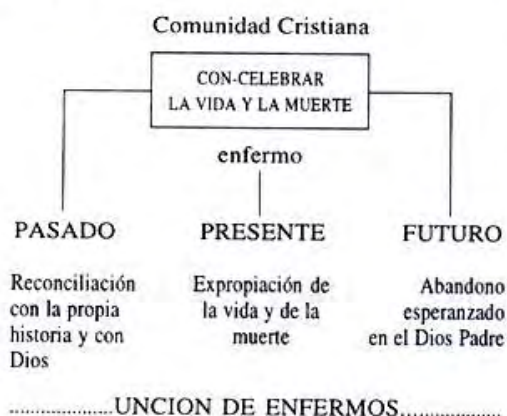 Comunidad Cristiana
CON-CELEBRAR
LA VIDA Y LA MUERTE
enfermo
PASADO
Reconciliación
con la propia
historia y con
Dios
PRESENTE
Expropiación de
la vida y de la
muerte
FUTURO
Abandono
esperanzado
en el Dios Padre
....................UNCION DE ENFERMOS....................